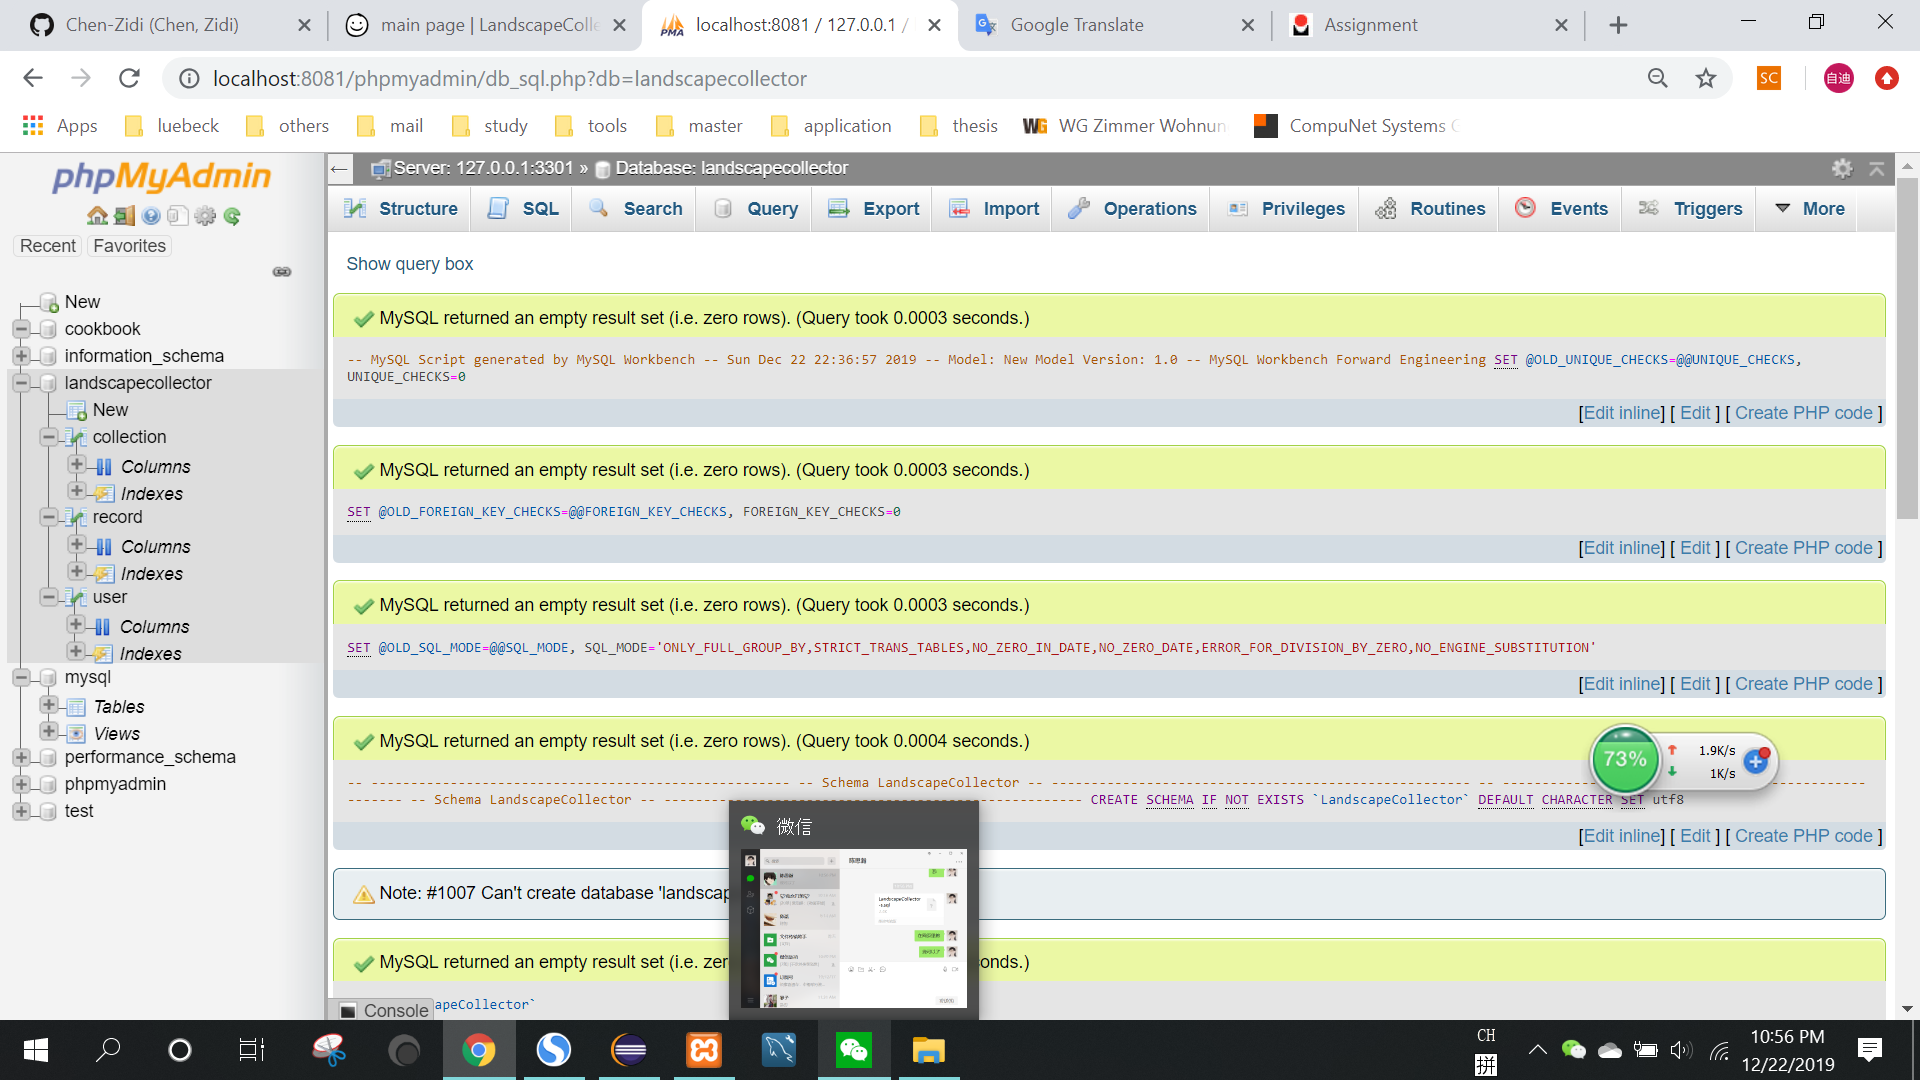 Chen-Zidi (Chen, Zidi)
main page | LandscapeColle
localhost:8081 / 127.0.0.1 /
Google Translate
Assignment
localhost:8081/phpmyadmin/db_sql.php?db=landscapecollector
SC
自迪
Apps
luebeck
others
mail
study
tools
master
application
thesis
WG Zimmer Wohnun
CompuNet Systems
phpMyAdmin
Recent
Favorites
New
cookbook
information_schema
landscapecollector
New
collection
Columns
Indexes
record
Columns
Indexes
user
Columns
Indexes
mysql
Tables
Views
performance_schema
phpmyadmin
test
Server: 127.0.0.1:3301 » Database: landscapecollector
Structure
SQL
Search
Query
Export
Import
Operations
Privileges
Routines
Events
Triggers
More
Show query box
MySQL returned an empty result set (i.e. zero rows). (Query took 0.0003 seconds.)
-- MySQL Script generated by MySQL Workbench -- Sun Dec 22 22:36:57 2019 -- Model: New Model Version: 1.0 -- MySQL Workbench Forward Engineering SET @OLD_UNIQUE_CHECKS=@@UNIQUE_CHECKS,
UNIQUE_CHECKS=0
[Edit inline] [ Edit ] [ Create PHP code ]
MySQL returned an empty result set (i.e. zero rows). (Query took 0.0003 seconds.)
SET @OLD_FOREIGN_KEY_CHECKS=@@FOREIGN_KEY_CHECKS, FOREIGN_KEY_CHECKS=0
[Edit inline] [ Edit ] [ Create PHP code ]
MySQL returned an empty result set (i.e. zero rows). (Query took 0.0003 seconds.)
SET @OLD_SQL_MODE=@@SQL_MODE, SQL_MODE='ONLY_FULL_GROUP_BY,STRICT_TRANS_TABLES,NO_ZERO_IN_DATE,NO_ZERO_DATE,ERROR_FOR_DIVISION_BY_ZERO,NO_ENGINE_SUBSTITUTION'
[Edit inline] [ Edit ] [ Create PHP code ]
MySQL returned an empty result set (i.e. zero rows). (Query took 0.0004 seconds.)
-- ----------------------------------------------------- -- Schema LandscapeCollector -- -----------------------------------------------------
------- -- Schema LandscapeCollector -- ----------------------------------------------------- CREATE SCHEMA IF NOT EXISTS `LandscapeCollector` DEFAULT CHARACTER SET utf8
[Edit inline] [ Edit ] [ Create PHP code ]
73%
1.9K/s
1K/s
Note: #1007 Can't create database 'landscap
MySQL returned an empty result set (i.e. zer
onds.)
apeCollector`
Console
微信
LandscapeCollector
CH
拼
10:56 PM
12/22/2019